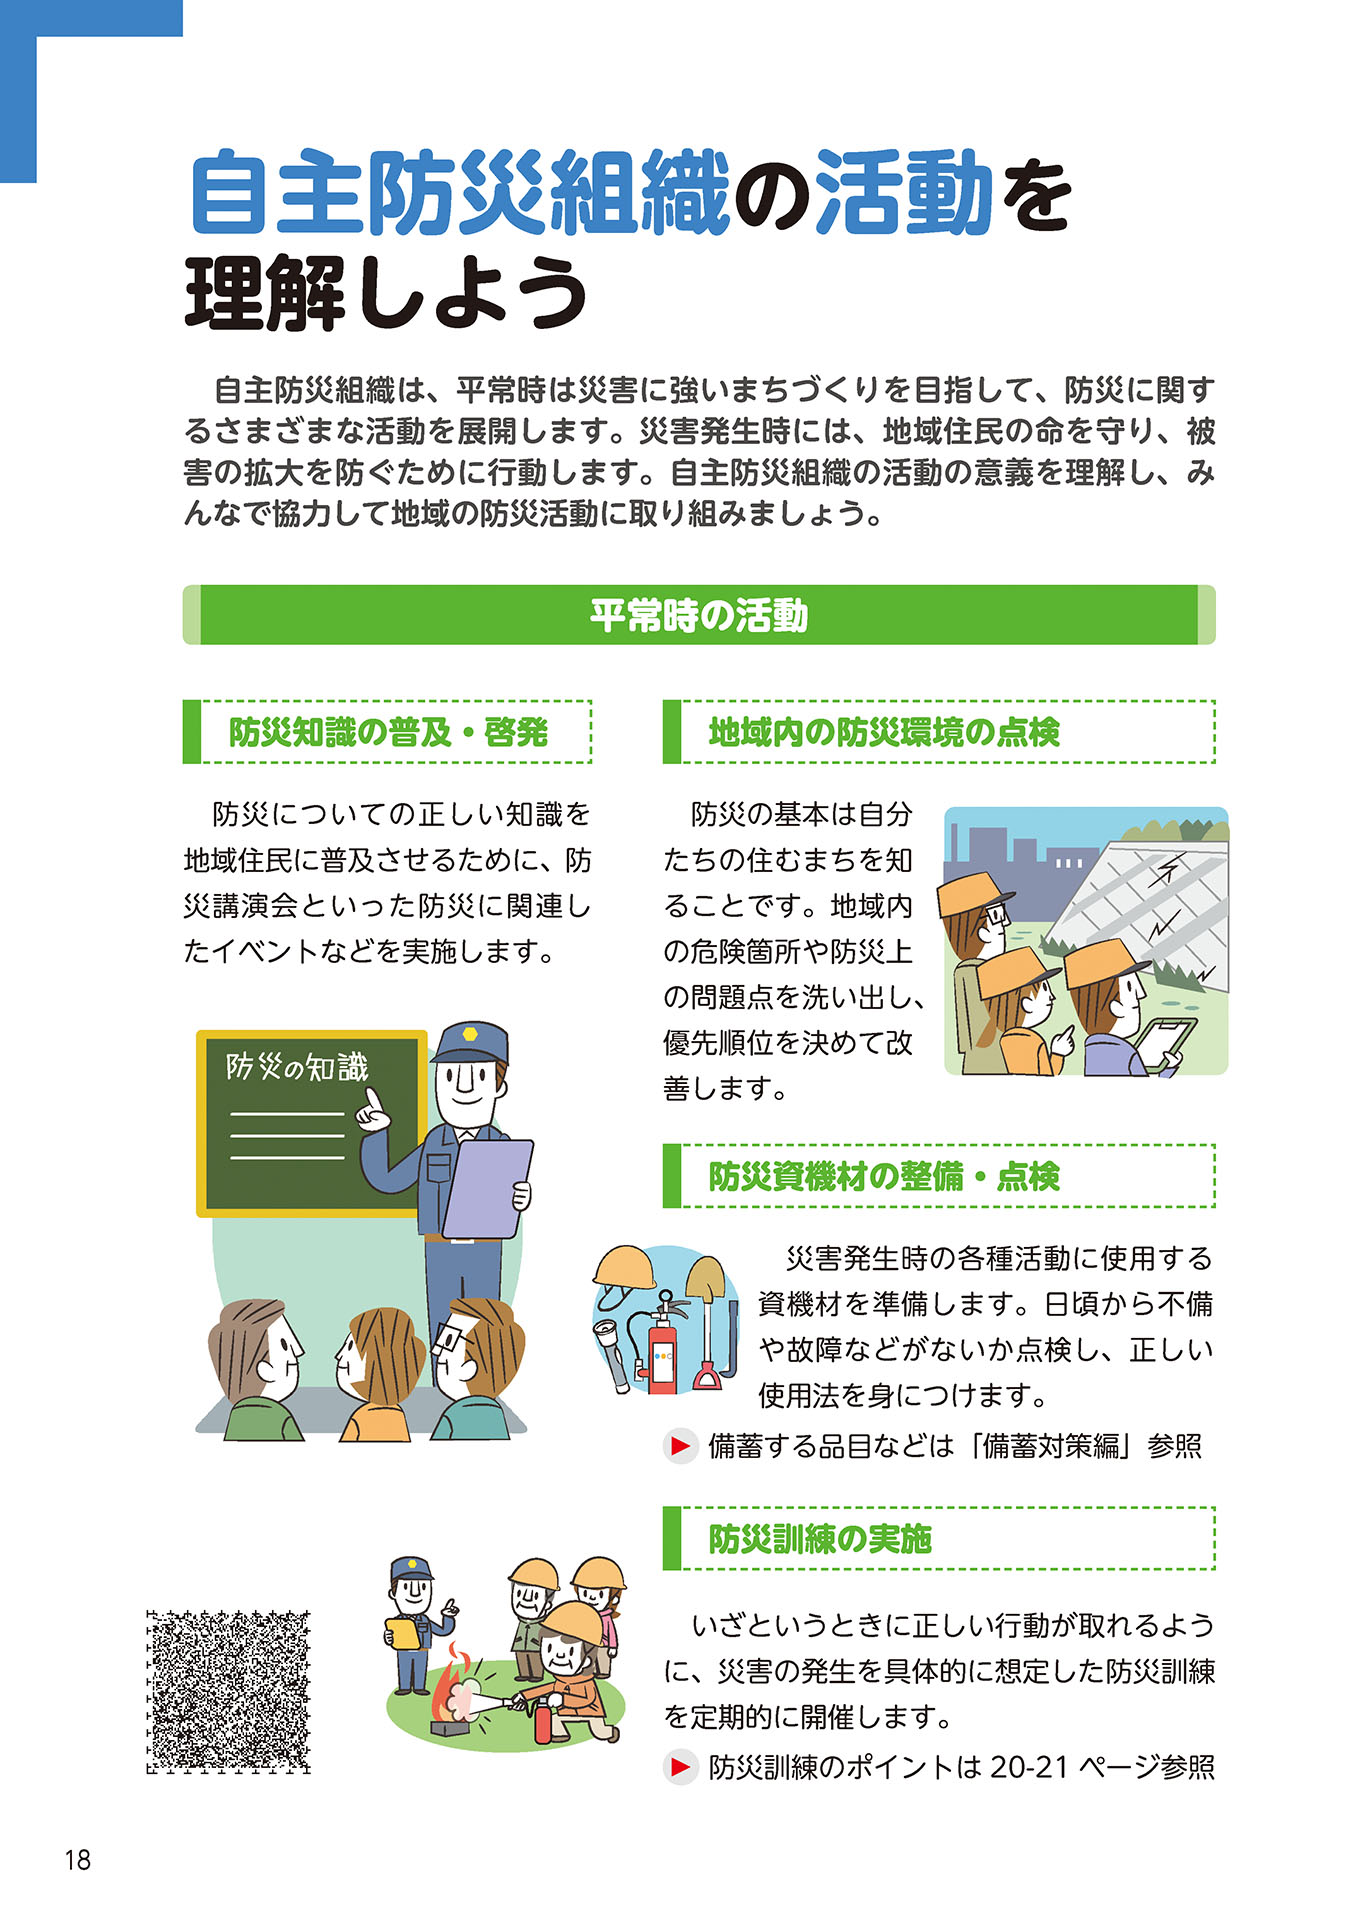 自主防災組織の活動を
理解しよう
自主防災組織は、平常時は災害に強いまちづくりを目指して、防災に関す
るさまざまな活動を展開します。災害発生時には、地域住民の命を守り、被
害の拡大を防ぐために行動します。自主防災組織の活動の意義を理解し、み
んなで協力して地域の防災活動に取り組みましょう。
平常時の活動
防災知識の普及・啓発
防災についての正しい知識を
地域住民に普及させるために、防
災講演会といった防災に関連し
たイベントなどを実施します。
防災の知識
地域内の防災環境の点検
防災の基本は自分
たちの住むまちを知
ることです。地域内
の危険箇所や防災上
の問題点を洗い出し、
優先順位を決めて改
善します。
防災資機材の整備・点検
災害発生時の各種活動に使用する
資機材を準備します。日頃から不備
や故障などがないか点検し、正しい
使用法を身につけます。
備蓄する品目などは「備蓄対策編」参照
防災訓練の実施
いざというときに正しい行動が取れるよう
に、災害の発生を具体的に想定した防災訓練
を定期的に開催します。
防災訓練のポイントは 20-21 ページ参照
18